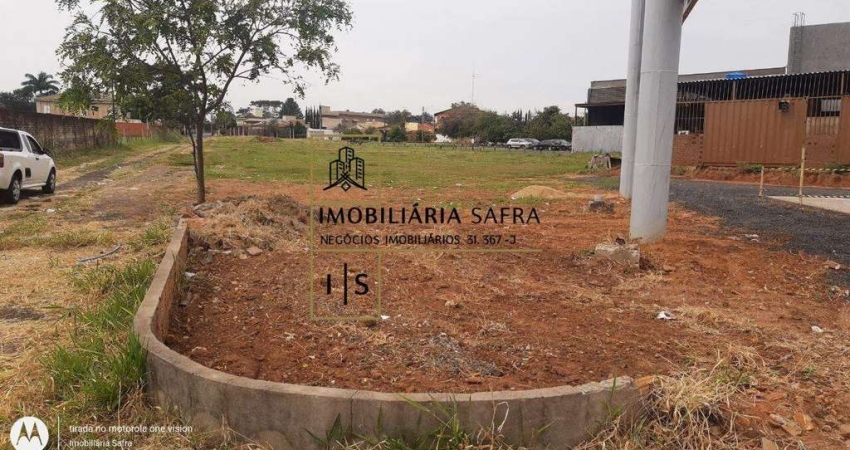 IMOBILIÁRIA SAFRA
NEGÓCIOS IMOBILIÁRIOS 31.367-J
I|S
tirada no motorola one vision
Imobiliária Safra